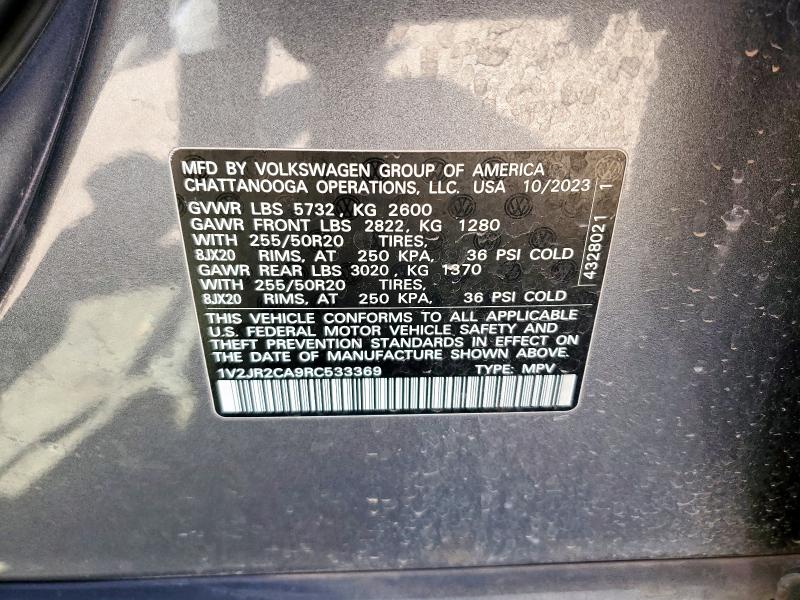 MFD BY VOLKSWAGEN GROUP OF AMERICA
CHATTANOOGA OPERATIONS, LLC. USA 10/2023
GVWR LBS 5732, KG 2600
GAWR FRONT LBS 2822, KG 1280
WITH 255/50R20 TIRES,
8JX20 RIMS, AT 250 KPA, 36 PSI COLD
GAWR REAR LBS 3020, KG 1370
WITH 255/50R20 TIRES,
8JX20 RIMS, AT 250 KPA, 36 PSI COLD
THIS VEHICLE CONFORMS TO ALL APPLICABLE
U.S. FEDERAL MOTOR VEHICLE SAFETY AND
THEFT PREVENTION STANDARDS IN EFFECT ON
THE DATE OF MANUFACTURE SHOWN ABOVE.
1V2JR2CA9RC533369 TYPE: MPV
4328021 1